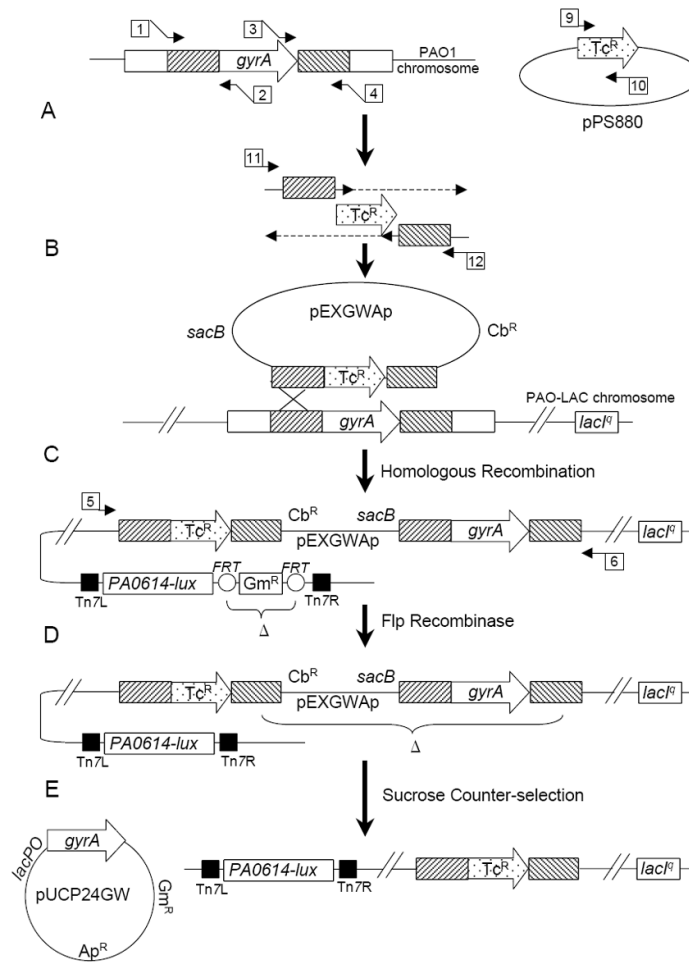 1
3
gyrA
PAO1
chromosome
2
4
9
TcR
10
pPS880
A
11
TcR
12
B
pEXGWAp
sacB
CbR
TcR
PAO-LAC chromosome
gyrA
lacIq
C
Homologous Recombination
5
CbR
sacB
TcR
pEXGWAp
gyrA
lacIq
6
FRT
FRT
PA0614-lux
GmR
Tn7L
Tn7R
Δ
Flp Recombinase
D
CbR
sacB
TcR
pEXGWAp
gyrA
lacIq
PA0614-lux
Tn7L
Tn7R
Δ
E
Sucrose Counter-selection
lacPO
gyrA
pUCP24GW
GmR
ApR
PA0614-lux
Tn7L
Tn7R
TcR
lacIq